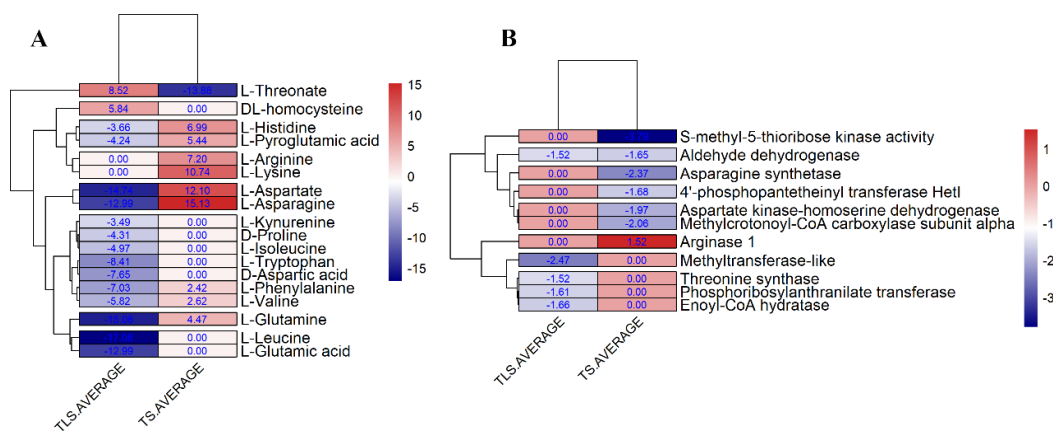 A
8.52 -13.88 L-Threonate
5.84 0.00 DL-homocysteine
-3.66 6.99 L-Histidine
-4.24 5.44 L-Pyroglutamic acid
0.00 7.20 L-Arginine
0.00 10.74 L-Lysine
-14.74 12.10 L-Aspartate
-12.99 15.13 L-Asparagine
-3.49 0.00 L-Kynurenine
-4.31 0.00 D-Proline
-4.97 0.00 L-Isoleucine
-8.41 0.00 L-Tryptophan
-7.65 0.00 D-Aspartic acid
-7.03 2.42 L-Phenylalanine
-5.82 2.62 L-Valine
4.47 L-Glutamine
0.00 L-Leucine
-12.99 0.00 L-Glutamic acid
TLS.AVERAGE
TS.AVERAGE
15
10
5
0
-5
-10
-15
B
0.00 S-methyl-5-thioribose kinase activity
-1.52 -1.65 Aldehyde dehydrogenase
0.00 -2.37 Asparagine synthetase
0.00 -1.68 4'-phosphopantetheinyl transferase HetI
0.00 -1.97 Aspartate kinase-homoserine dehydrogenase
0.00 -2.06 Methylcrotonoyl-CoA carboxylase subunit alpha
0.00 1.52 Arginase 1
-2.47 0.00 Methyltransferase-like
-1.52 0.00 Threonine synthase
-1.61 0.00 Phosphoribosylanthranilate transferase
-1.66 0.00 Enoyl-CoA hydratase
TLS.AVERAGE
TS.AVERAGE
1
0
-1
-2
-3